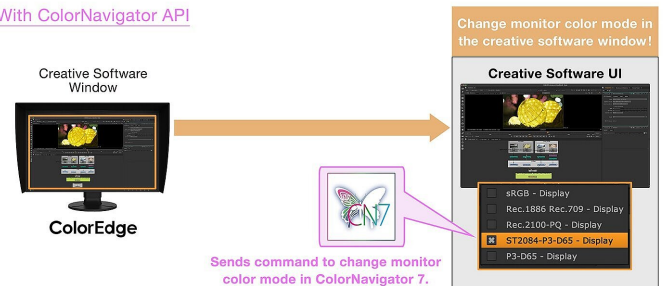 With ColorNavigator API
Change monitor color mode in
the creative software window!
Creative Software
Window
Creative Software UI
ColorEdge
CN7
sRGB - Display
Rec.1886 Rec.709 - Display
Rec.2100-PQ - Display
ST2084-P3-D65 - Display
P3-D65 - Display
Sends command to change monitor
color mode in ColorNavigator 7.